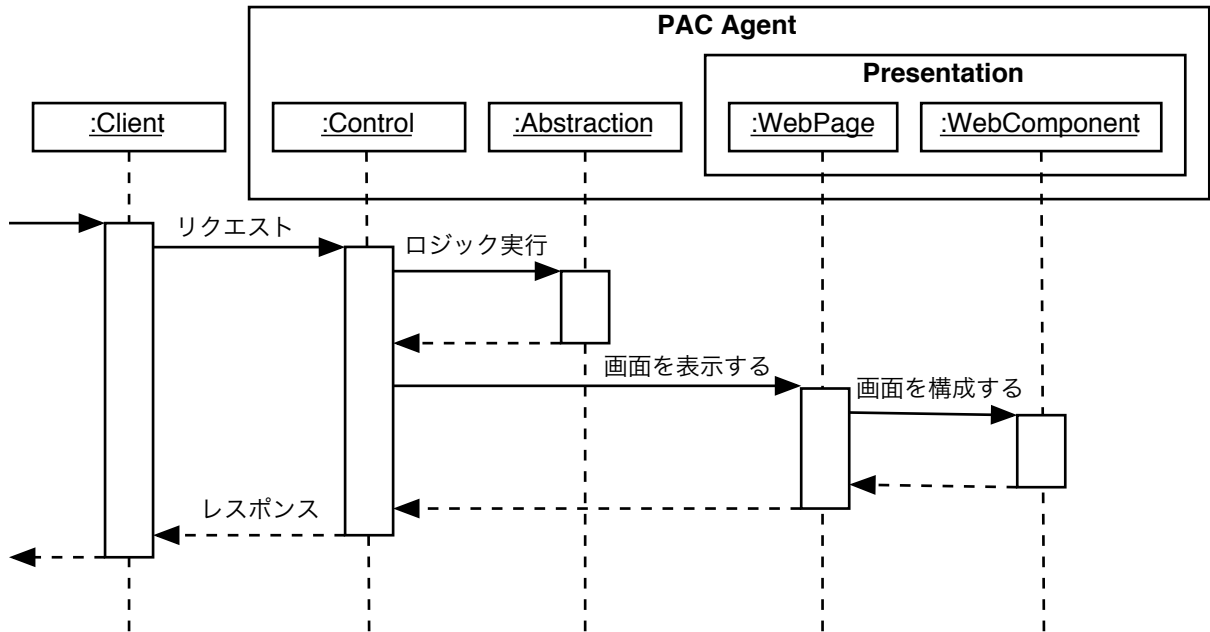 PAC Agent
Presentation
:Client
:Control
:Abstraction
:WebPage
:WebComponent
リクエスト
ロジック実行
画面を表示する
画面を構成する
レスポンス